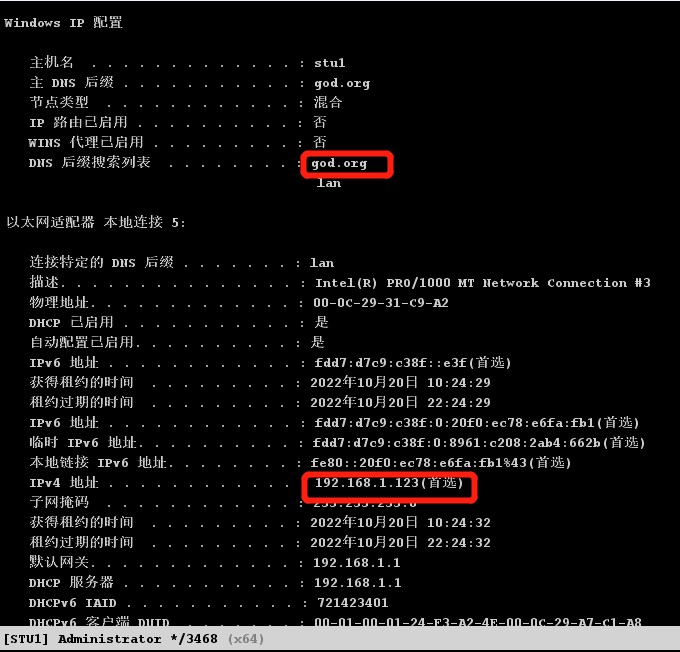 Windows IP 配置
主机名 . . . . . . . . . . . . . : stu1
主 DNS 后缀 . . . . . . . . . . . : god.org
节点类型 . . . . . . . . . . . . : 混合
IP 路由已启用 . . . . . . . . . . : 否
WINS 代理已启用 . . . . . . . . . : 否
DNS 后缀搜索列表 . . . . . . . . : god.org
lan
以太网适配器 本地连接 5:
连接特定的 DNS 后缀 . . . . . . . : lan
描述. . . . . . . . . . . . . . . : Intel(R) PRO/1000 MT Network Connection #3
物理地址. . . . . . . . . . . . . : 00-0C-29-31-C9-A2
DHCP 已启用 . . . . . . . . . . . : 是
自动配置已启用. . . . . . . . . . : 是
IPv6 地址 . . . . . . . . . . . . : fdd7:d7c9:c38f::e3f(首选)
获得租约的时间 . . . . . . . . . : 2022年10月20日 10:24:29
租约过期的时间 . . . . . . . . . : 2022年10月20日 22:24:29
IPv6 地址 . . . . . . . . . . . . : fdd7:d7c9:c38f:0:20f0:ec78:e6fa:fb1(首选)
临时 IPv6 地址. . . . . . . . . . : fdd7:d7c9:c38f:0:8961:c208:2ab4:662b(首选)
本地链接 IPv6 地址. . . . . . . . : fe80::20f0:ec78:e6fa:fb1%43(首选)
IPv4 地址 . . . . . . . . . . . . : 192.168.1.123(首选)
子网掩码 . . . . . . . . . . . . : 255.255.255.0
获得租约的时间 . . . . . . . . . : 2022年10月20日 10:24:32
租约过期的时间 . . . . . . . . . : 2022年10月20日 22:24:32
默认网关. . . . . . . . . . . . . : 192.168.1.1
DHCP 服务器 . . . . . . . . . . . : 192.168.1.1
DHCPv6 IAID . . . . . . . . . . . : 721423401
DHCPv6 客户端 DUID . . . . . . . : 00-01-00-01-24-F3-A2-4E-00-0C-29-A7-C1-A8
[STU1] Administrator */3468 (x64)